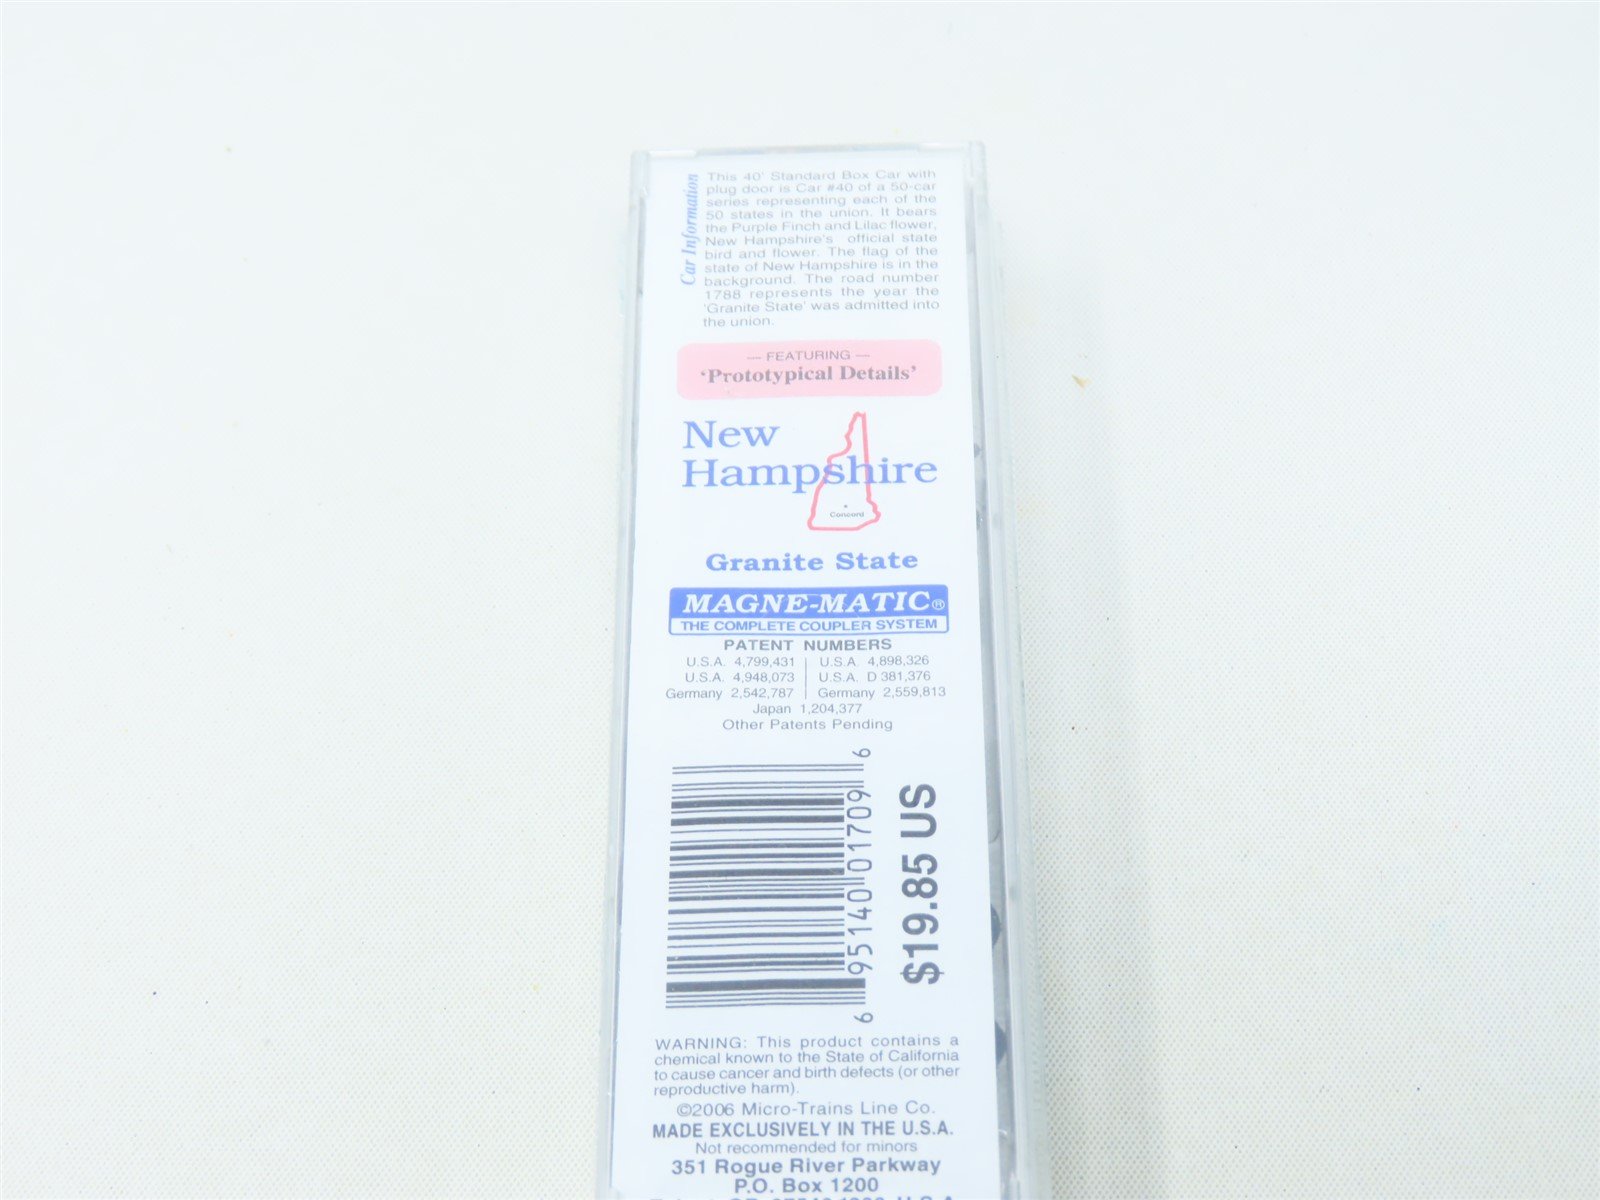 Car Information
This 40' Standard Box Car with
plug door is Car #40 of a 50-car
series representing each of the
50 states in the union. It bears
the Purple Finch and Lilac flower,
New Hampshire's official state
bird and flower. The flag of the
state of New Hampshire is in the
background. The road number
1788 represents the year the
'Granite State' was admitted into
the union.
— FEATURING —
'Prototypical Details'
New
Hampshire
Concord
Granite State
MAGNE-MATIC®
THE COMPLETE COUPLER SYSTEM
PATENT NUMBERS
U.S.A. 4,799,431 | U.S.A. 4,898,326
U.S.A. 4,948,073 | U.S.A. D 381,376
Germany 2,542,787 | Germany 2,559,813
Japan 1,204,377
Other Patents Pending
6 95140 01709 6
$19.85 US
WARNING: This product contains a
chemical known to the State of California
to cause cancer and birth defects (or other
reproductive harm).
©2006 Micro-Trains Line Co.
MADE EXCLUSIVELY IN THE U.S.A.
Not recommended for minors
351 Rogue River Parkway
P.O. Box 1200